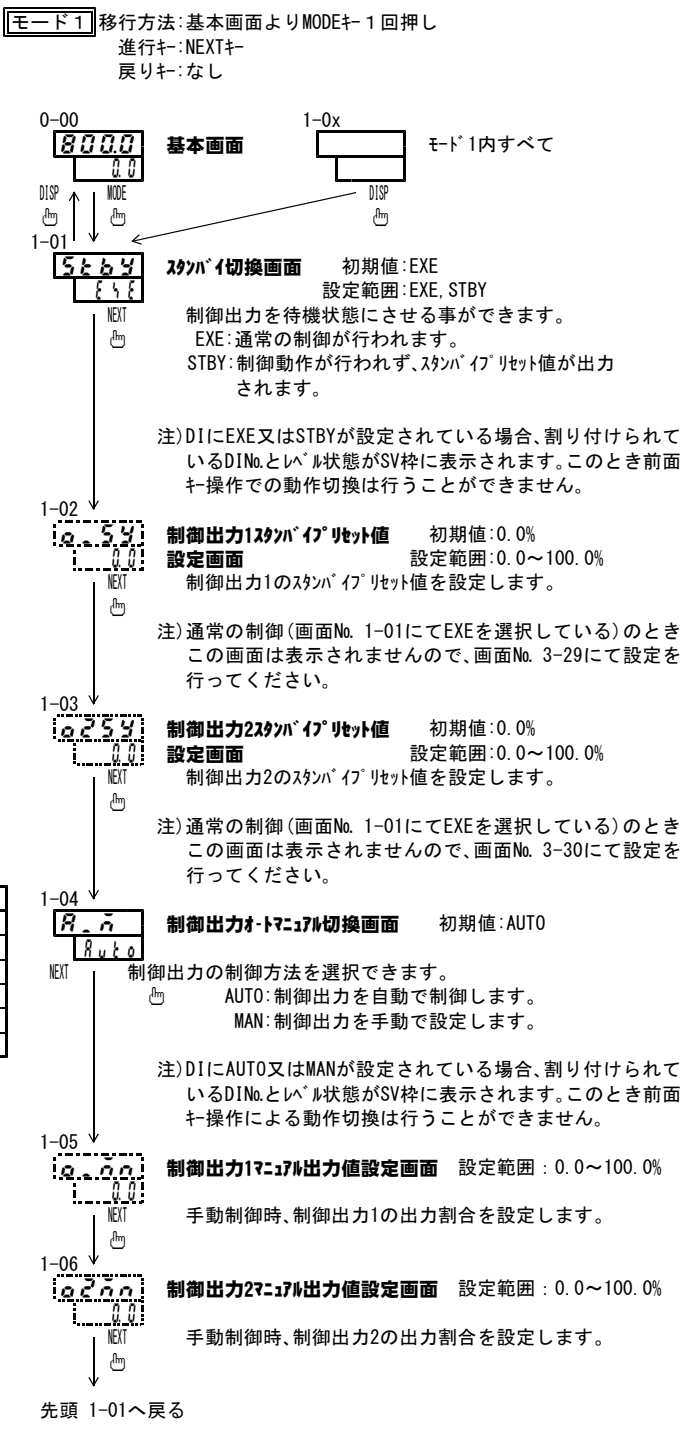 モード1 移行方法:基本画面よりMODEｷｰ1回押し
進行ｷｰ:NEXTｷｰ
戻りｷｰ:なし
0-00
1-0x
800.0
基本画面
ﾓｰﾄﾞ1内すべて
0.0
DISP
MODE
DISP
1-01
Stby
ｽﾀﾝﾊﾞｲ切換画面 初期値:EXE
EXE
設定範囲:EXE,STBY
NEXT
制御出力を待機状態にさせる事ができます。
EXE:通常の制御が行われます。
STBY:制御動作が行われず､ｽﾀﾝﾊﾞｲﾌﾟﾘｾｯﾄ値が出力
されます。
注)DIにEXE又はSTBYが設定されている場合､割り付けられて
いるDI№とﾚﾍﾞﾙ状態がSV枠に表示されます｡このとき前面
ｷｰ操作での動作切換は行うことができません。
1-02
o_SY
制御出力1ｽﾀﾝﾊﾞｲﾌﾟﾘｾｯﾄ値 初期値:0.0%
0.0
設定画面 設定範囲:0.0～100.0%
NEXT
制御出力1のｽﾀﾝﾊﾞｲﾌﾟﾘｾｯﾄ値を設定します。
注)通常の制御(画面№ 1-01にてEXEを選択している)のとき
この画面は表示されませんので､画面№ 3-29にて設定を
行ってください。
1-03
o2SY
制御出力2ｽﾀﾝﾊﾞｲﾌﾟﾘｾｯﾄ値 初期値:0.0%
0.0
設定画面 設定範囲:0.0～100.0%
NEXT
制御出力2のｽﾀﾝﾊﾞｲﾌﾟﾘｾｯﾄ値を設定します。
注)通常の制御(画面№ 1-01にてEXEを選択している)のとき
この画面は表示されませんので､画面№ 3-30にて設定を
行ってください。
1-04
A_m
制御出力ｵｰﾄﾏﾆｭｱﾙ切換画面 初期値:AUTO
Auto
NEXT
制御出力の制御方法を選択できます。
AUTO:制御出力を自動で制御します。
MAN:制御出力を手動で設定します。
注)DIにAUTO又はMANが設定されている場合､割り付けられて
いるDI№とﾚﾍﾞﾙ状態がSV枠に表示されます｡このとき前面
ｷｰ操作による動作切換は行うことができません。
1-05
o_mn
制御出力1ﾏﾆｭｱﾙ出力値設定画面 設定範囲：0.0～100.0%
0.0
NEXT
手動制御時､制御出力1の出力割合を設定します。
1-06
o2mn
制御出力2ﾏﾆｭｱﾙ出力値設定画面 設定範囲：0.0～100.0%
0.0
NEXT
手動制御時､制御出力2の出力割合を設定します。
先頭 1-01へ戻る